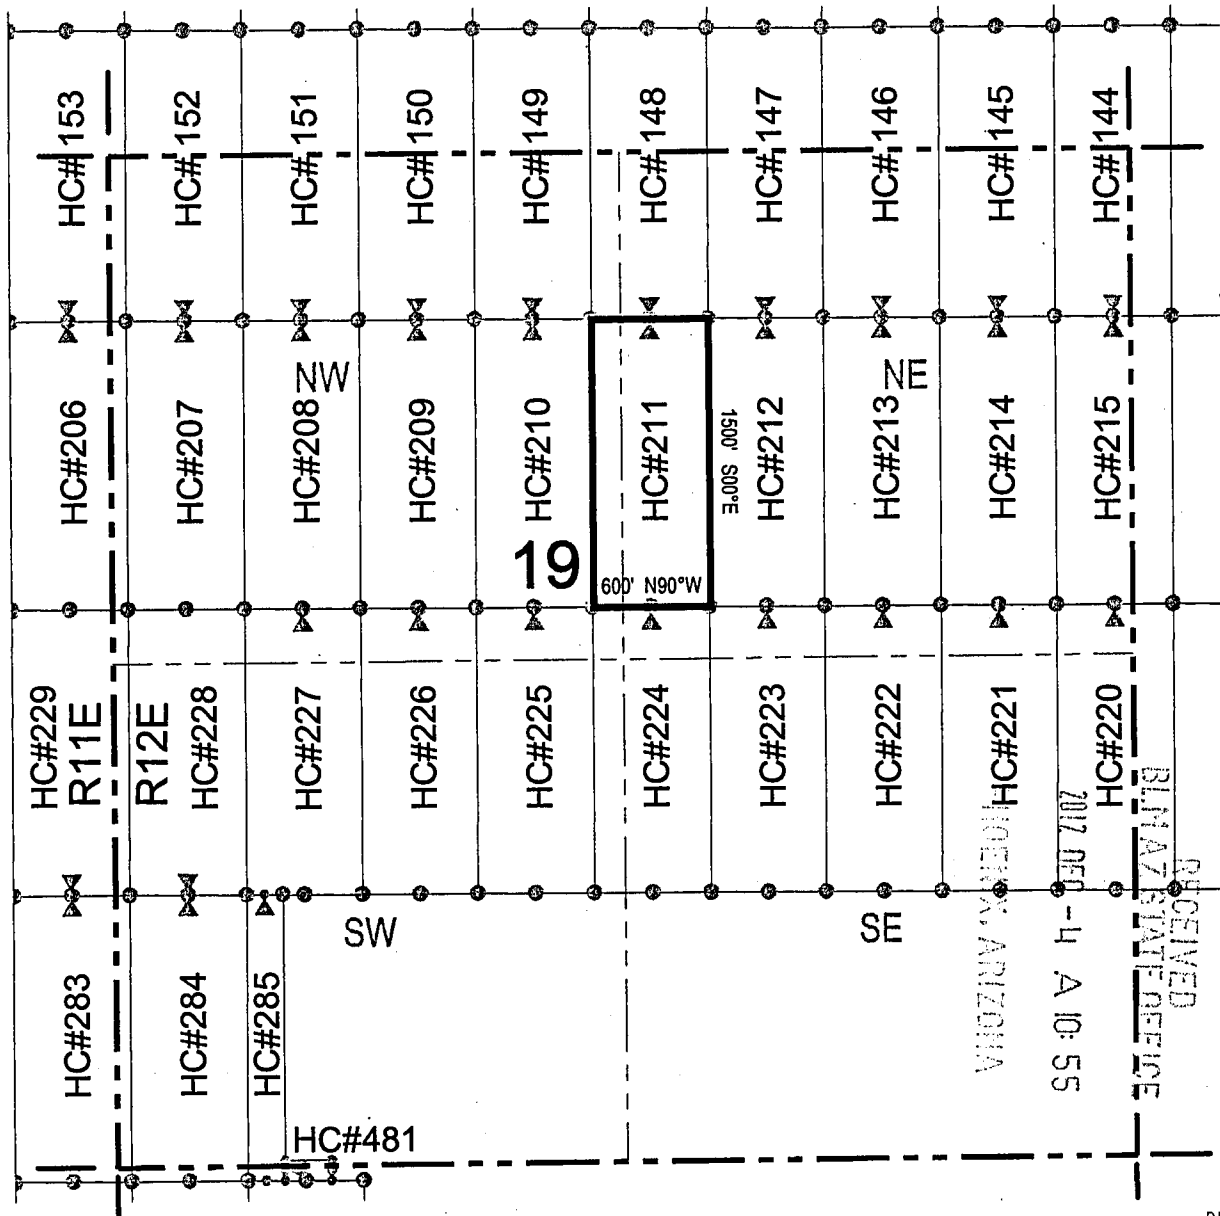 HC# 153
HC# 152
HC# 151
HC# 150
HC# 149
HC# 148
HC# 147
HC# 146
HC# 145
HC# 144
NW
NE
HC#206
HC#207
HC#208
HC#209
HC#210
HC#211
1500' S00°E
HC#212
HC#213
HC#214
HC#215
19
600' N90°W
HC#229
R11E
R12E
HC#228
HC#227
HC#226
HC#225
HC#224
HC#223
HC#222
HC#221
HC#220
SW
SE
HC#283
HC#284
HC#285
HC#481
RECEIVED
BLM AZ STATE OFFICE
2017 DEC -4 A 10:55
PHOENIX, ARIZONA